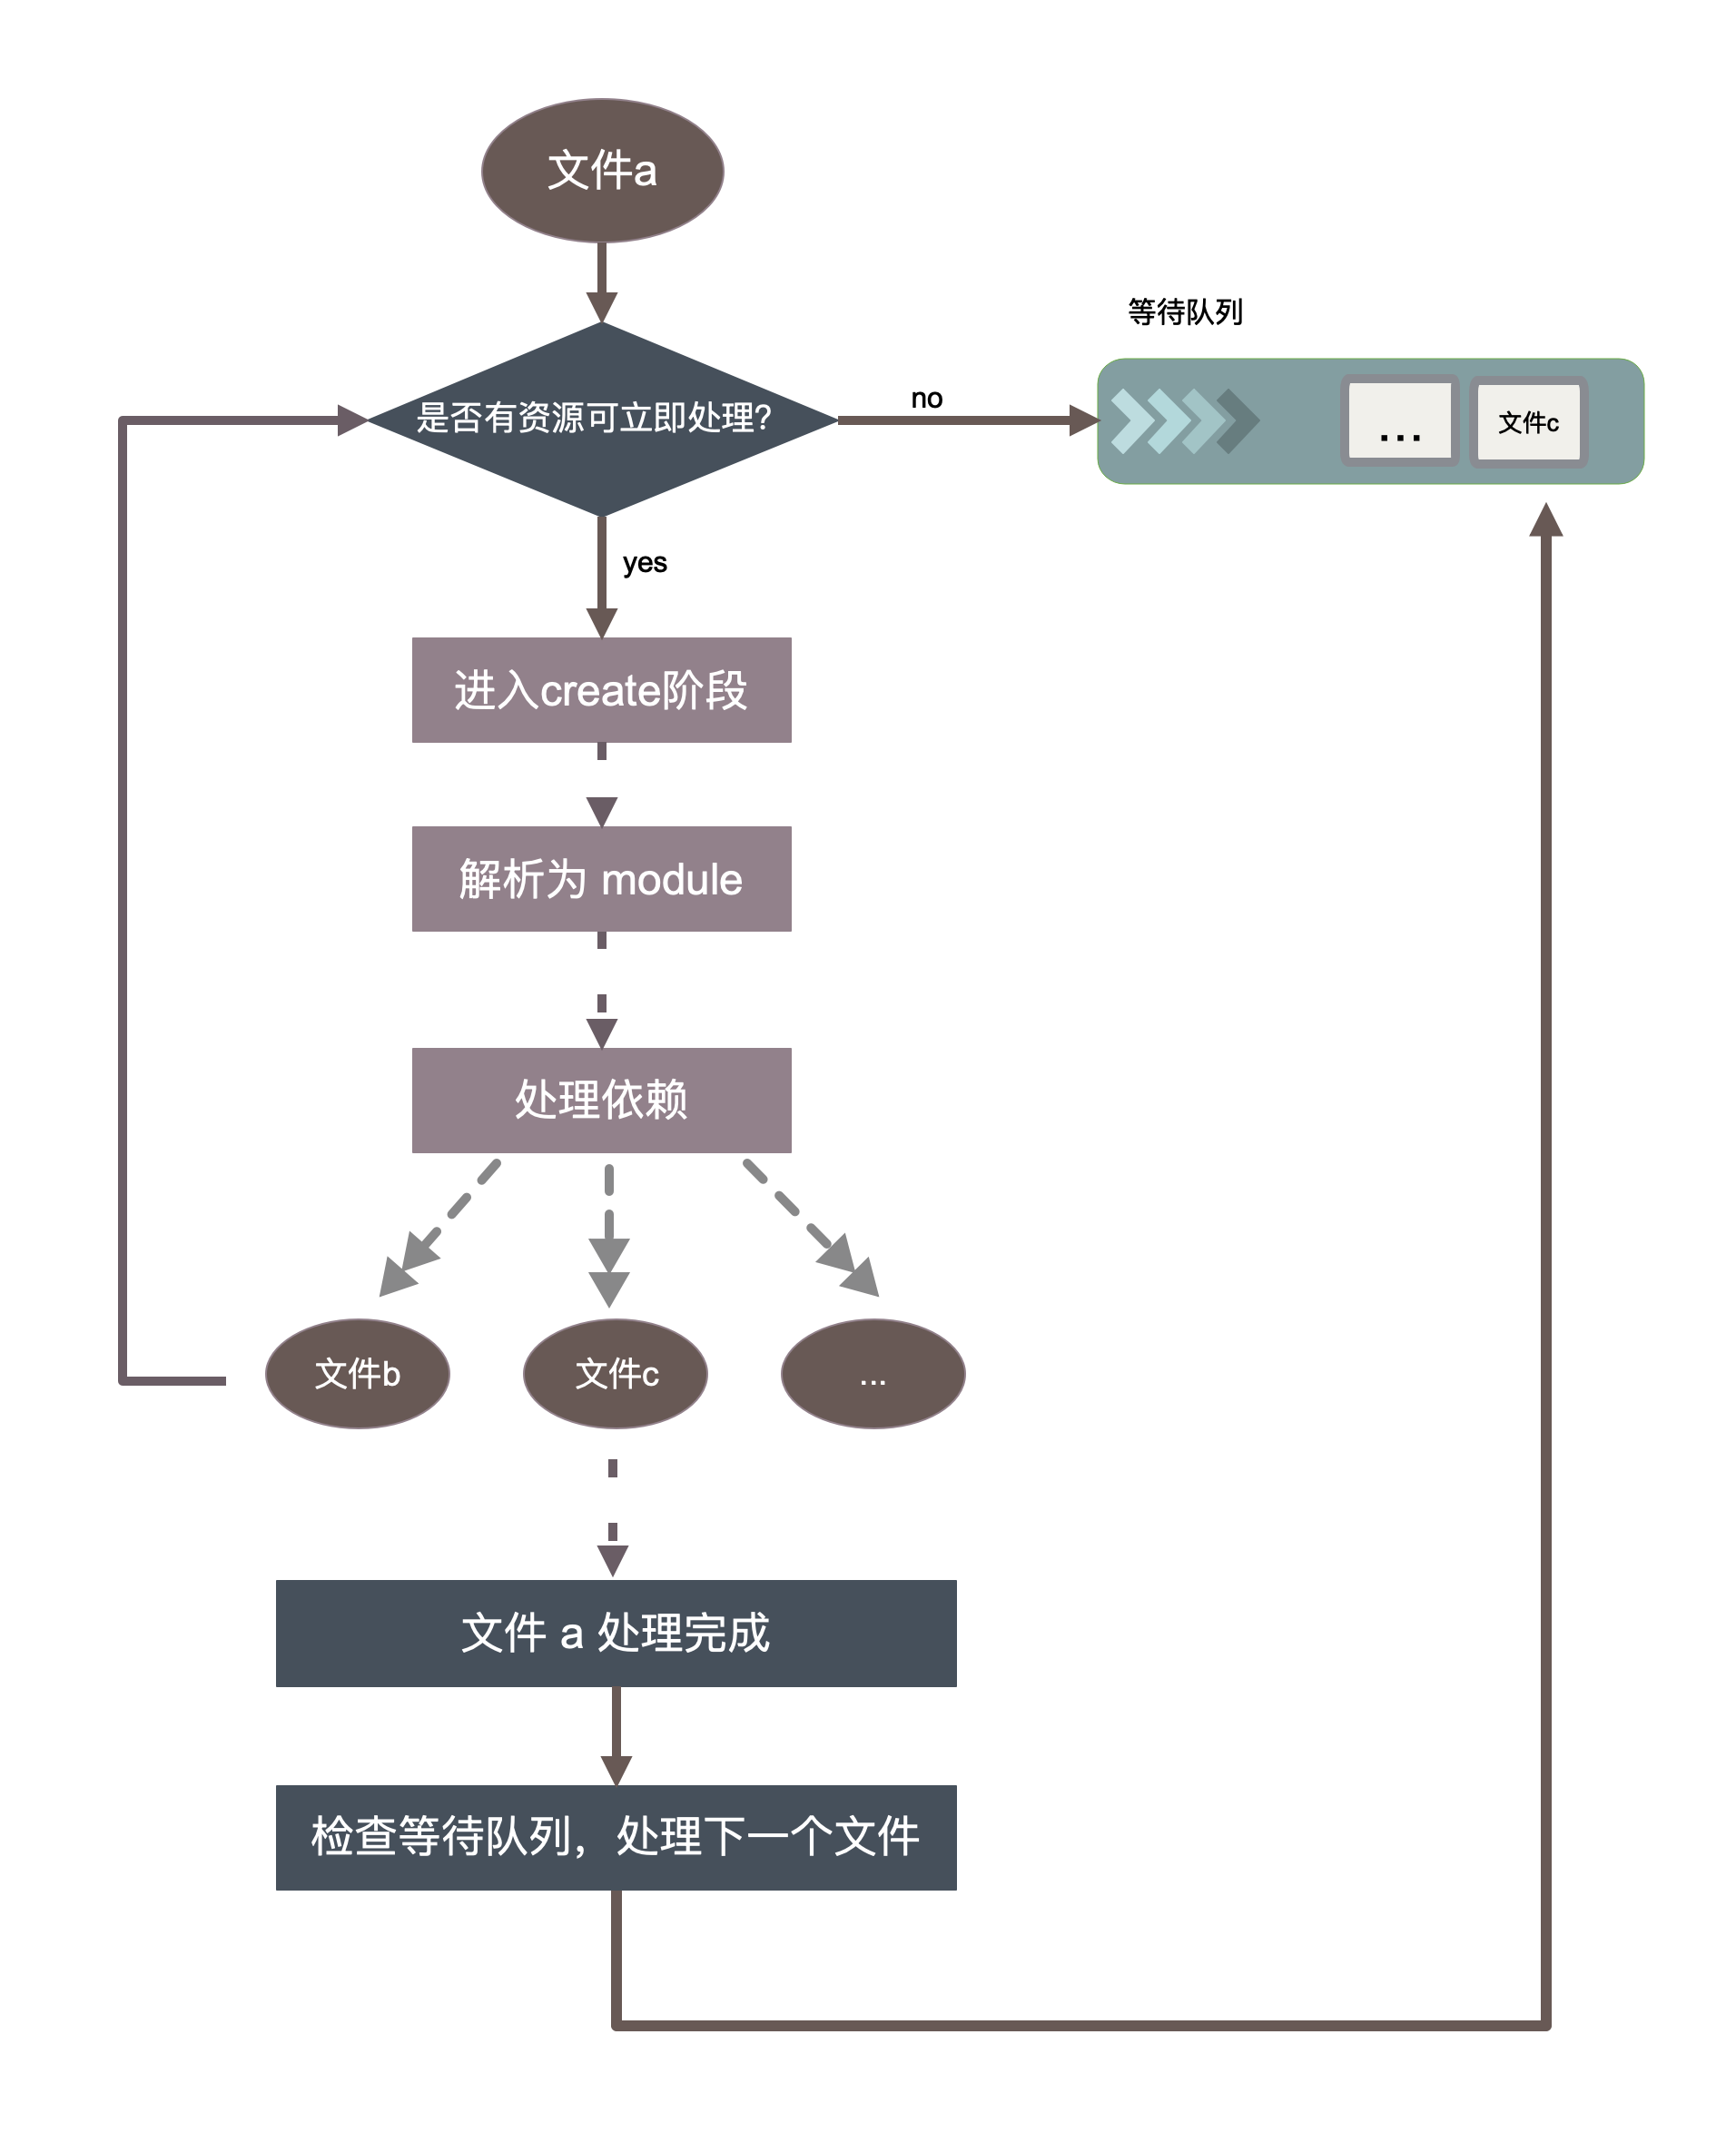 文件a
等待队列
是否有资源可立即处理？
no
...
文件c
yes
进入create阶段
解析为 module
处理依赖
文件b
文件c
...
文件 a 处理完成
检查等待队列，处理下一个文件